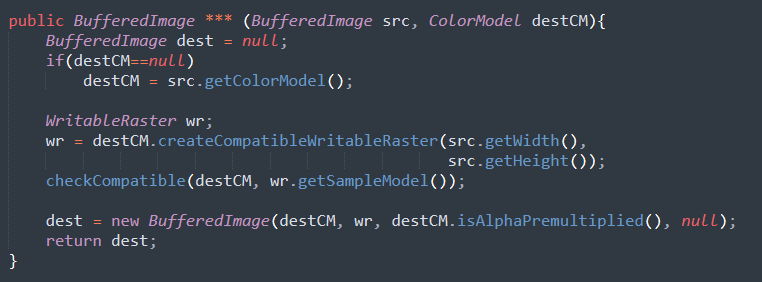 public BufferedImage *** (BufferedImage src, ColorModel destCM){
BufferedImage dest = null;
if(destCM==null)
destCM = src.getColorModel();
WritableRaster wr;
wr = destCM.createCompatibleWritableRaster(src.getWidth(),
src.getHeight());
checkCompatible(destCM, wr.getSampleModel());
dest = new BufferedImage(destCM, wr, destCM.isAlphaPremultiplied(), null);
return dest;
}